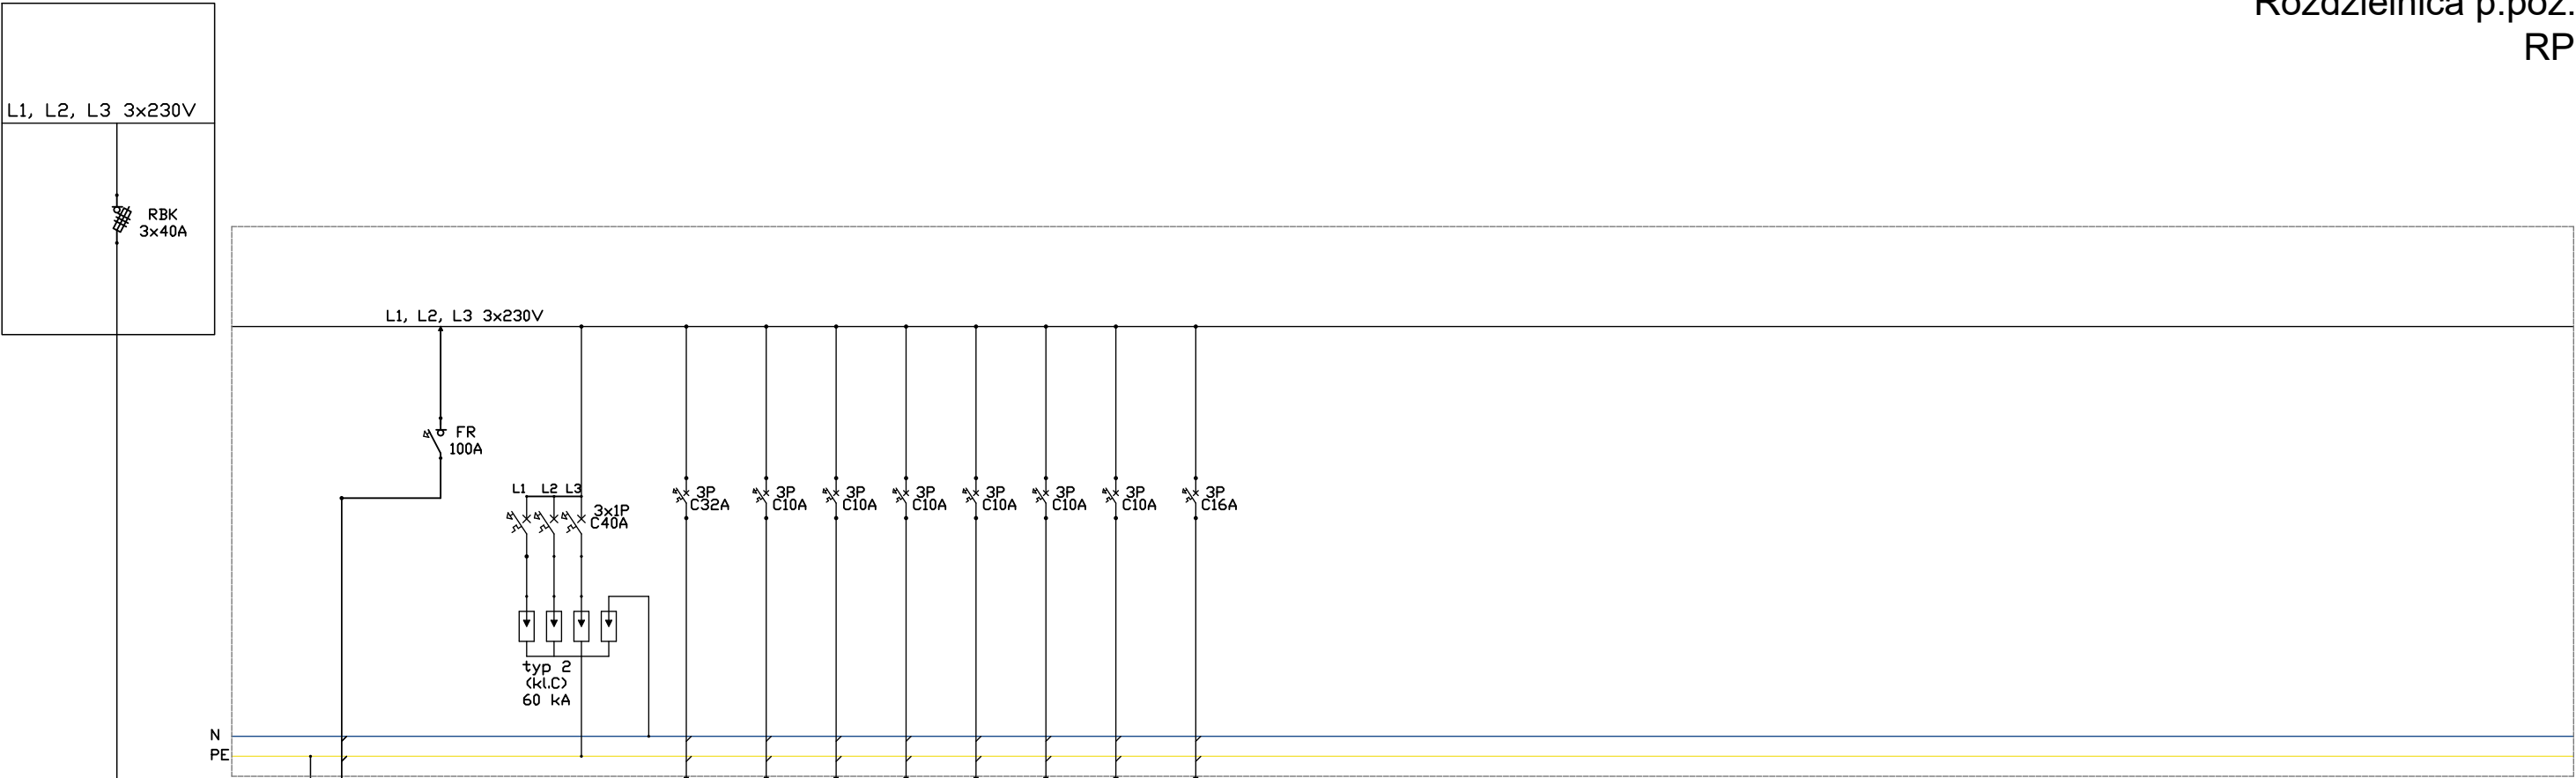 Rozdzielnica p.poż.
RP
L1, L2, L3 3x230V
RBK
3x40A
L1, L2, L3 3x230V
FR
100A
L1 L2 L3
3x1P
C40A
3P
C32A
3P
C10A
3P
C10A
3P
C10A
3P
C10A
3P
C10A
3P
C10A
3P
C16A
typ 2
(kl.C)
60 kA
N
PE